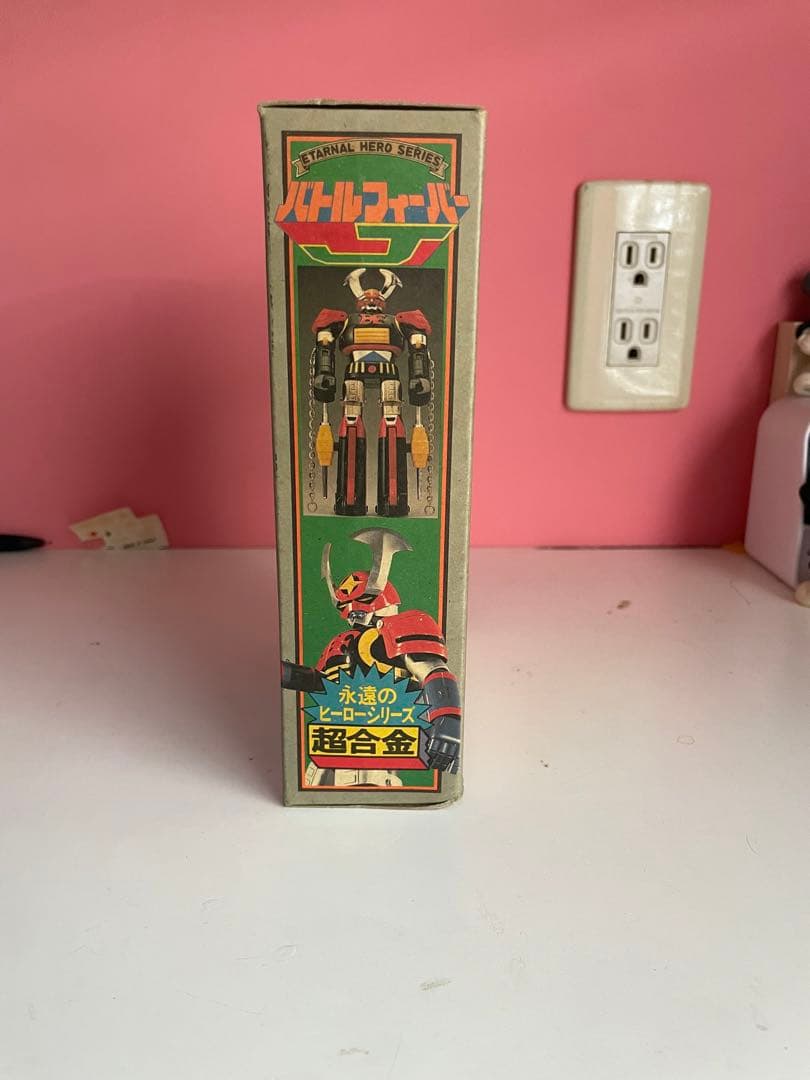 ETARNAL HERO SERIES
バトルフィーバー
J
永遠の
ヒーローシリーズ
超合金